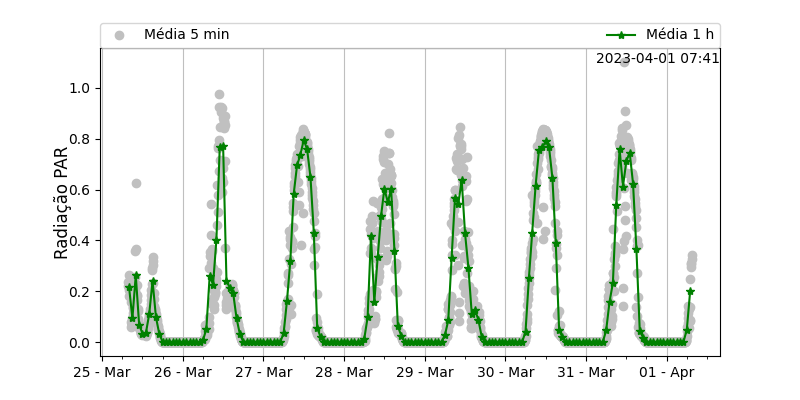 Média 5 min
Média 1 h
2023-04-01 07:41
Radiação PAR
1.0
0.8
0.6
0.4
0.2
0.0
25 - Mar
26 - Mar
27 - Mar
28 - Mar
29 - Mar
30 - Mar
31 - Mar
01 - Apr